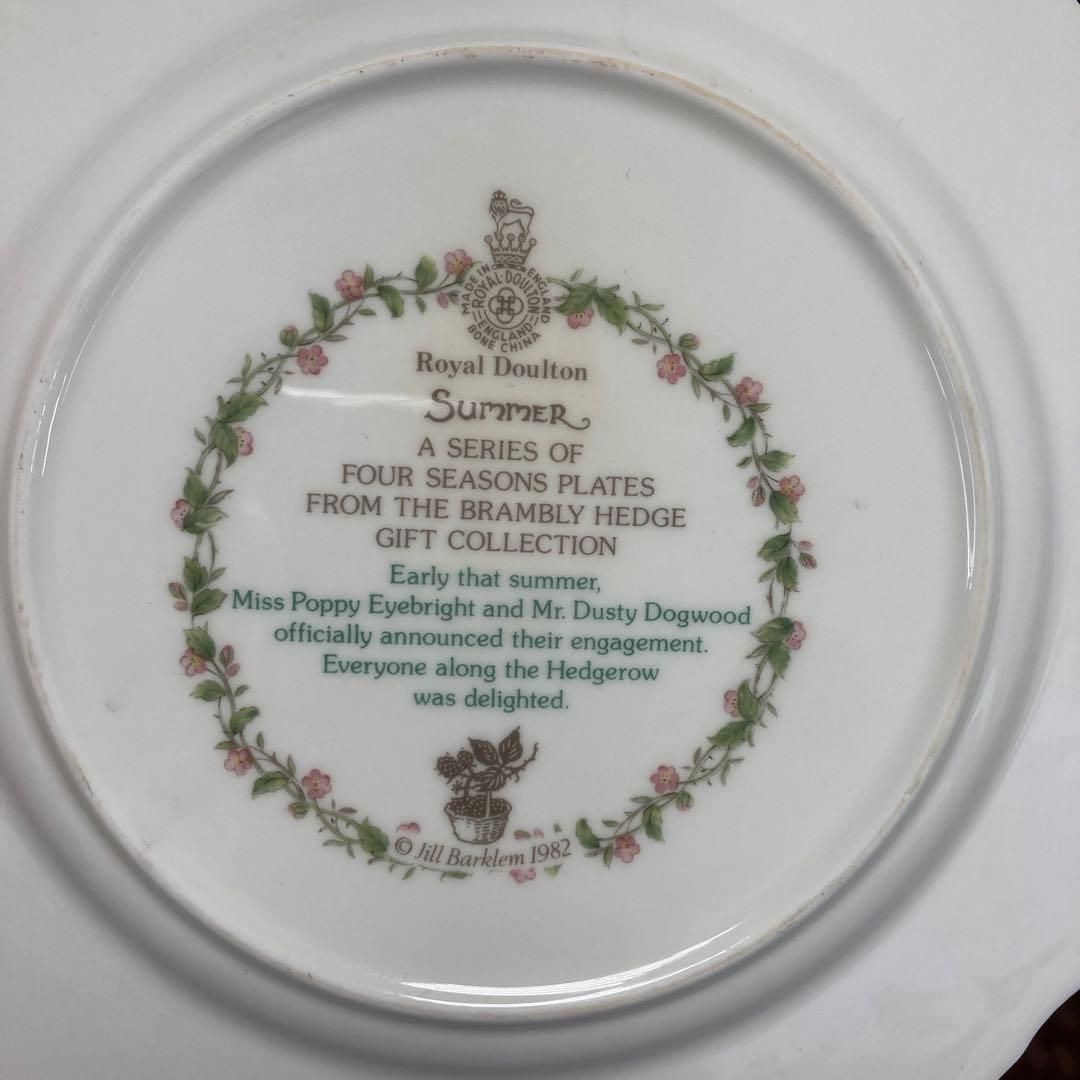 MADE IN ENGLAND
ROYAL·DOULTON
ENGLAND
BONE CHINA
Royal Doulton
Summer
A SERIES OF
FOUR SEASONS PLATES
FROM THE BRAMBLY HEDGE
GIFT COLLECTION
Early that summer,
Miss Poppy Eyebright and Mr. Dusty Dogwood
officially announced their engagement.
Everyone along the Hedgerow
was delighted.
© Jill Barklem 1982